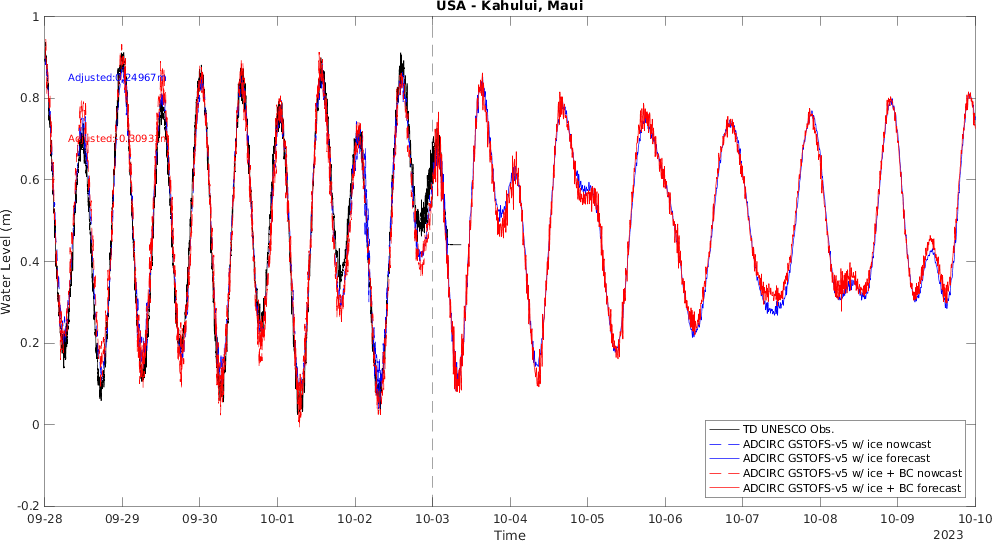 USA - Kahului, Maui
Water Level (m)
1
0.8
0.6
0.4
0.2
0
-0.2
Adjusted:0.24967m
TD UNESCO Obs.
ADCIRC GSTOFS-v5 w/ ice nowcast
ADCIRC GSTOFS-v5 w/ ice forecast
ADCIRC GSTOFS-v5 w/ ice + BC nowcast
ADCIRC GSTOFS-v5 w/ ice + BC forecast
09-28 09-29 09-30 10-01 10-02 10-03 10-04 10-05 10-06 10-07 10-08 10-09 10-10
Time
2023